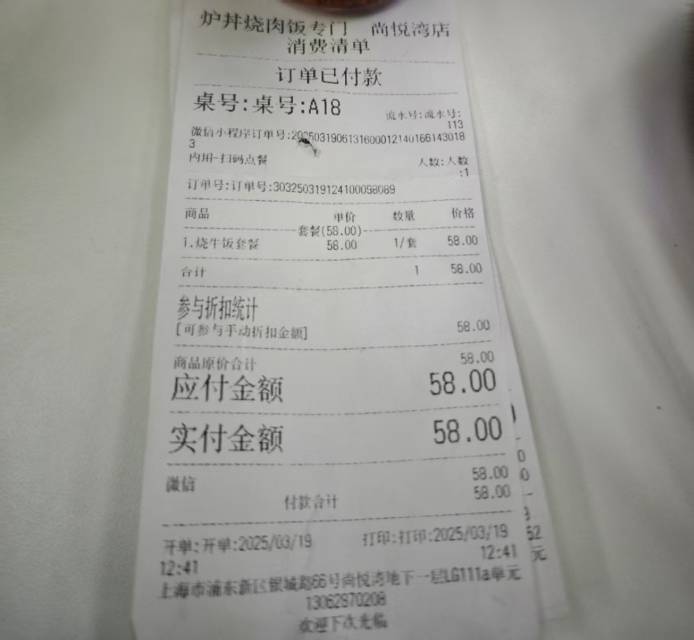 炉丼烧肉饭专门 尚悦湾店
消费清单
订单已付款
桌号:桌号:A18
流水号:流水号:
113
微信小程序订单号:2025031906131600012140166143018
3
内用-扫码点餐
人数:人数
:1
订单号:订单号:303250319124100098089
商品 单价 数量 价格
套餐(58.00)
1.烧牛饭套餐 58.00 1/套 58.00
合计 1 58.00
参与折扣统计
[可参与手动折扣金额] 58.00
商品原价合计 58.00
应付金额 58.00
实付金额 58.00
微信 58.00
付款合计 58.00
开单:开单:2025/03/19
12:41
打印:打印:2025/03/19
12:41
上海市浦东新区银城路66号尚悦湾地下一层LG111a单元
13062970208
欢迎下次光临
52
元